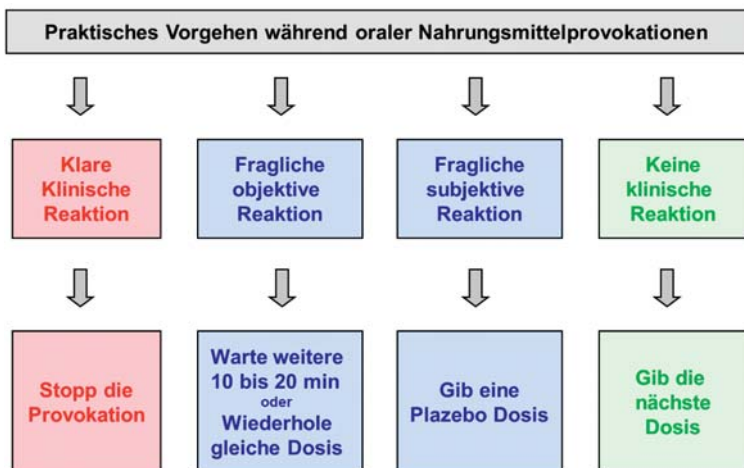 Praktisches Vorgehen während oraler Nahrungsmittelprovokationen
Klare
Klinische
Reaktion
Fragliche
objektive
Reaktion
Fragliche
subjektive
Reaktion
Keine
klinische
Reaktion
Stopp die
Provokation
Warte weitere
10 bis 20 min
oder
Wiederhole
gleiche Dosis
Gib eine
Plazebo Dosis
Gib die
nächste
Dosis